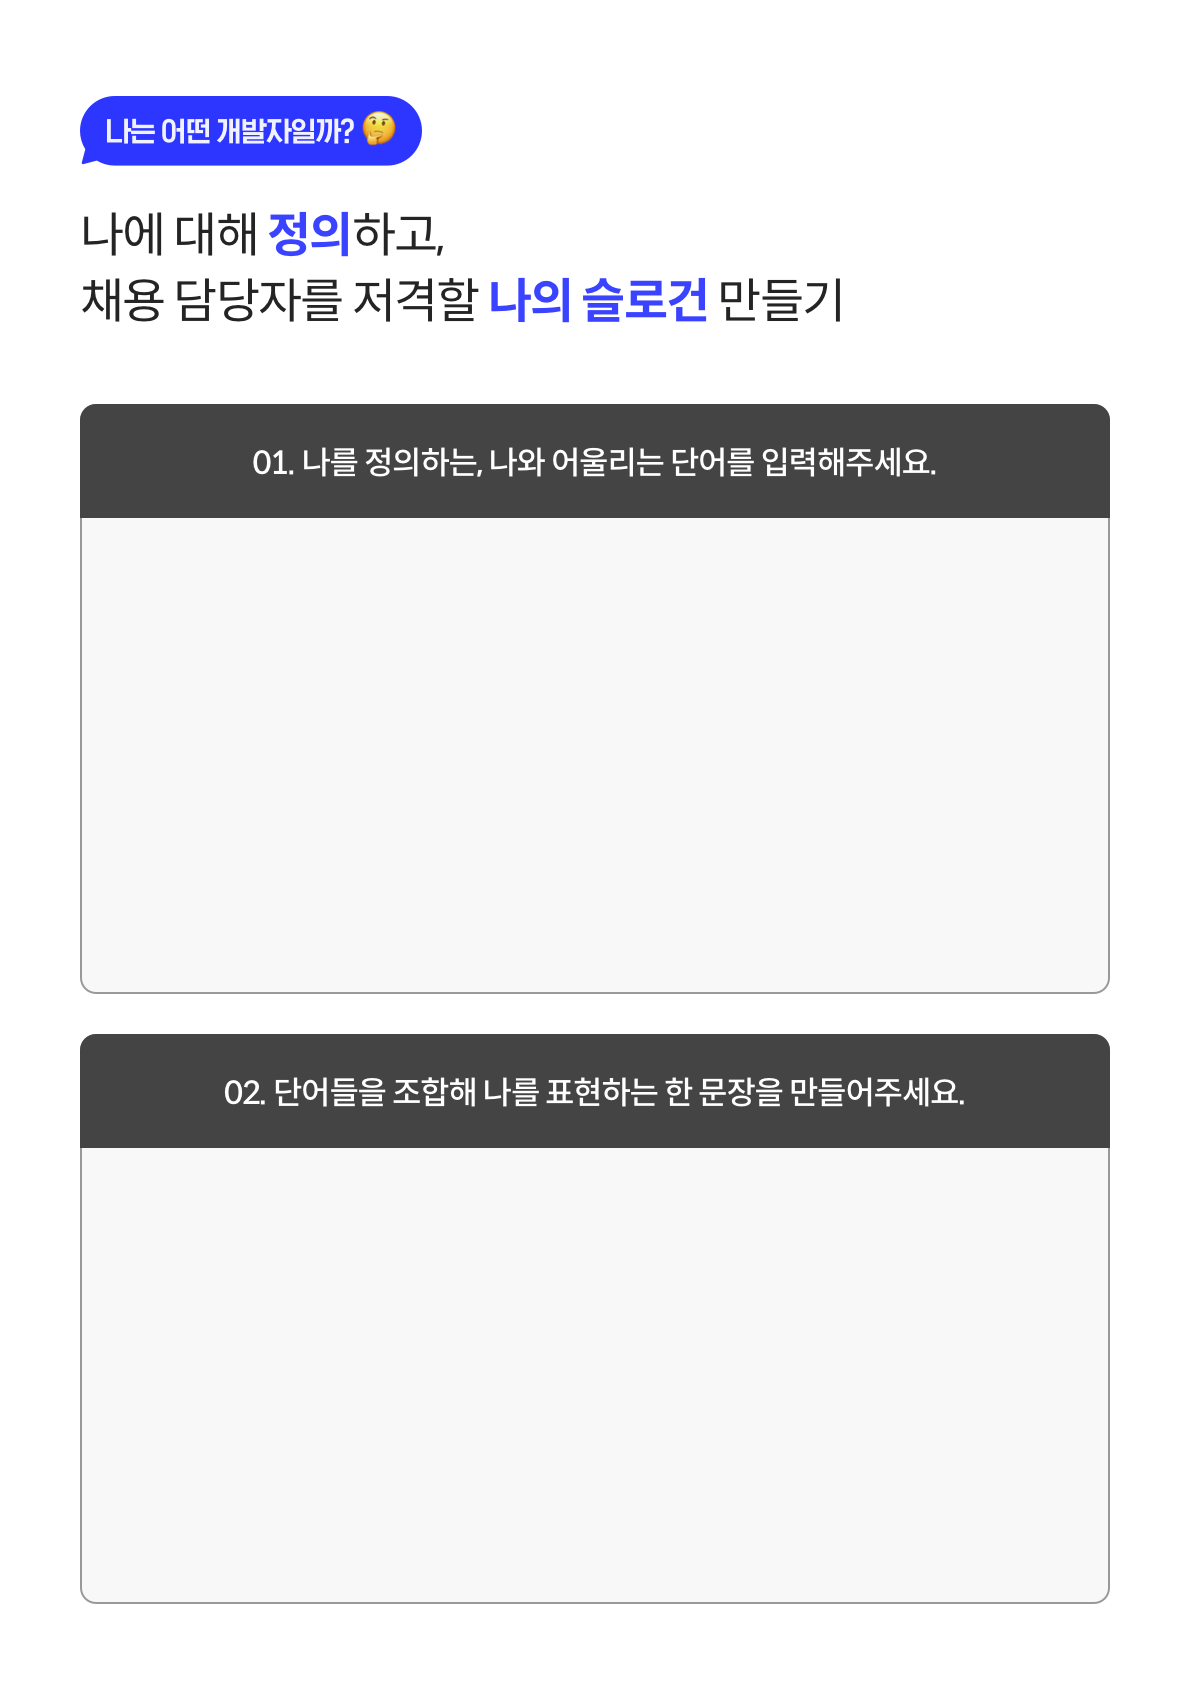 나는 어떤 개발자일까? 🤔
나에 대해 정의하고,
채용 담당자를 저격할 나의 슬로건 만들기
01. 나를 정의하는, 나와 어울리는 단어를 입력해주세요.
02. 단어들을 조합해 나를 표현하는 한 문장을 만들어주세요.